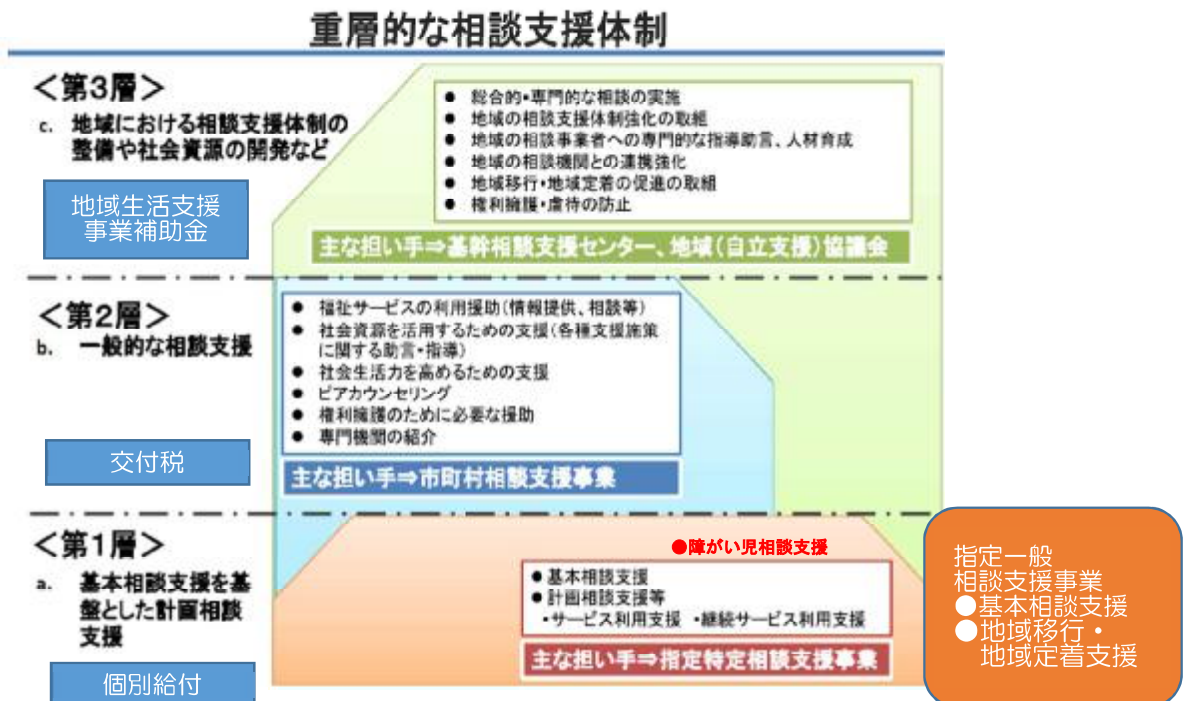 重層的な相談支援体制
＜第3層＞
c. 地域における相談支援体制の
整備や社会資源の開発など
地域生活支援
事業補助金
● 総合的・専門的な相談の実施
● 地域の相談支援体制強化の取組
● 地域の相談事業者への専門的な指導助言、人材育成
● 地域の相談機関との連携強化
● 地域移行・地域定着の促進の取組
● 権利擁護・虐待の防止
主な担い手⇒基幹相談支援センター、地域（自立支援）協議会
＜第2層＞
b. 一般的な相談支援
交付税
● 福祉サービスの利用援助（情報提供、相談等）
● 社会資源を活用するための支援（各種支援施策
に関する助言・指導）
● 社会生活力を高めるための支援
● ピアカウンセリング
● 権利擁護のために必要な援助
● 専門機関の紹介
主な担い手⇒市町村相談支援事業
＜第1層＞
a. 基本相談支援を基
盤とした計画相談
支援
個別給付
●障がい児相談支援
● 基本相談支援
● 計画相談支援等
・サービス利用支援 ・継続サービス利用支援
主な担い手⇒指定特定相談支援事業
指定一般
相談支援事業
●基本相談支援
●地域移行・
地域定着支援